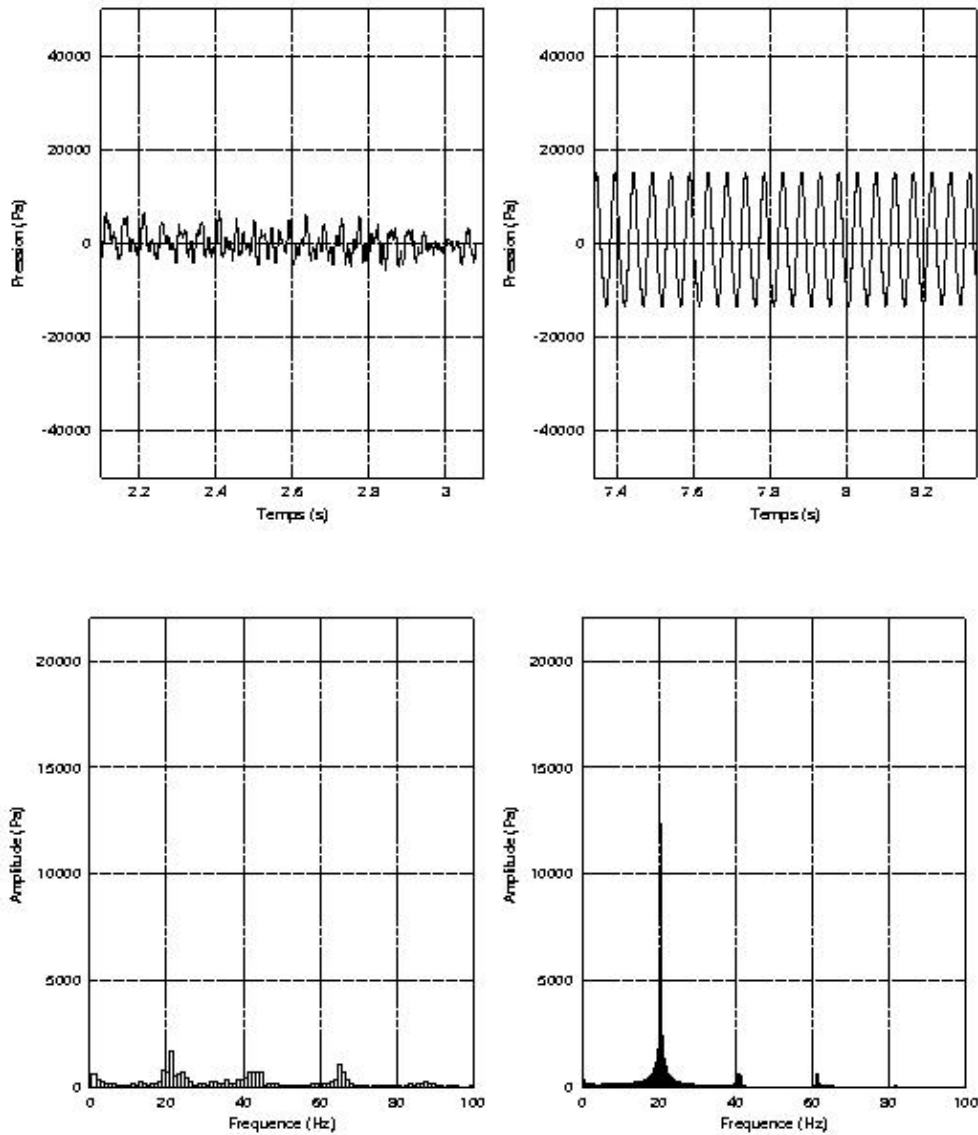 40000
20000
0
-20000
-40000
Pression (Pa)
2.2 2.4 2.6 2.8 3
Temps (s)
40000
20000
0
-20000
-40000
Pression (Pa)
7.4 7.6 7.8 8 8.2
Temps (s)
20000
15000
10000
5000
0
Amplitude (Pa)
0 20 40 60 80 100
Frequence (Hz)
20000
15000
10000
5000
0
Amplitude (Pa)
0 20 40 60 80 100
Frequence (Hz)